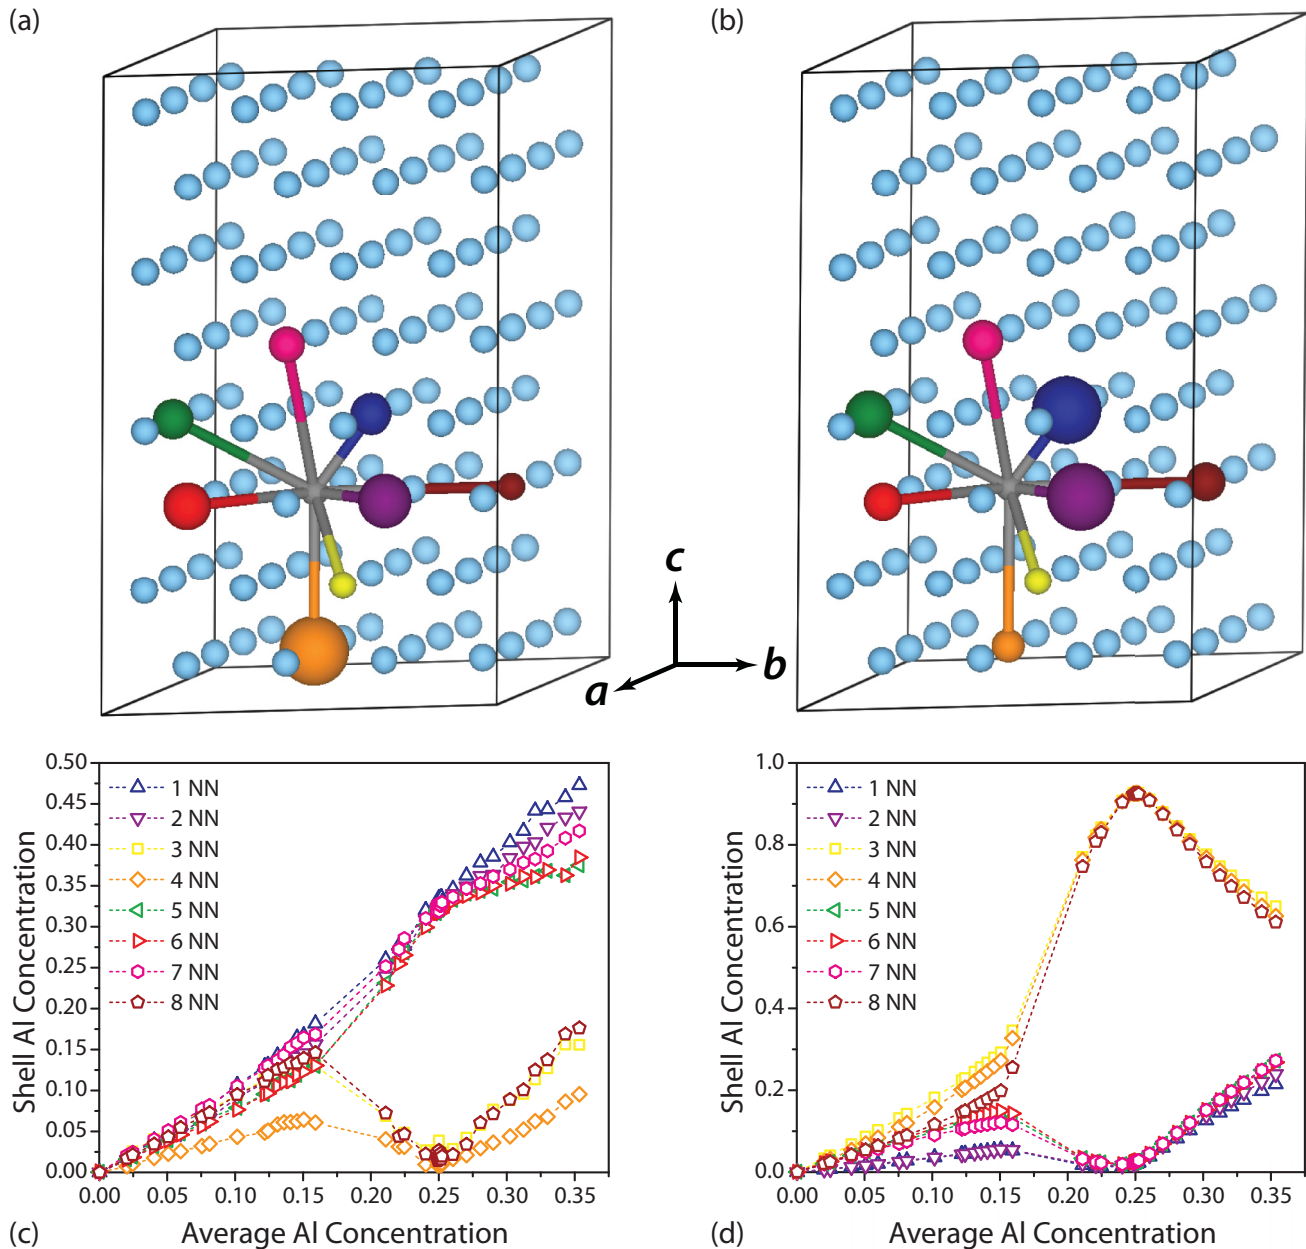 (a)
(b)
c
b
a
0.50
0.45
0.40
0.35
0.30
0.25
0.20
0.15
0.10
0.05
0.00
Shell Al Concentration
1 NN
2 NN
3 NN
4 NN
5 NN
6 NN
7 NN
8 NN
0.00 0.05 0.10 0.15 0.20 0.25 0.30 0.35
Average Al Concentration
(c)
1.0
0.8
0.6
0.4
0.2
0.0
Shell Al Concentration
1 NN
2 NN
3 NN
4 NN
5 NN
6 NN
7 NN
8 NN
0.00 0.05 0.10 0.15 0.20 0.25 0.30 0.35
Average Al Concentration
(d)